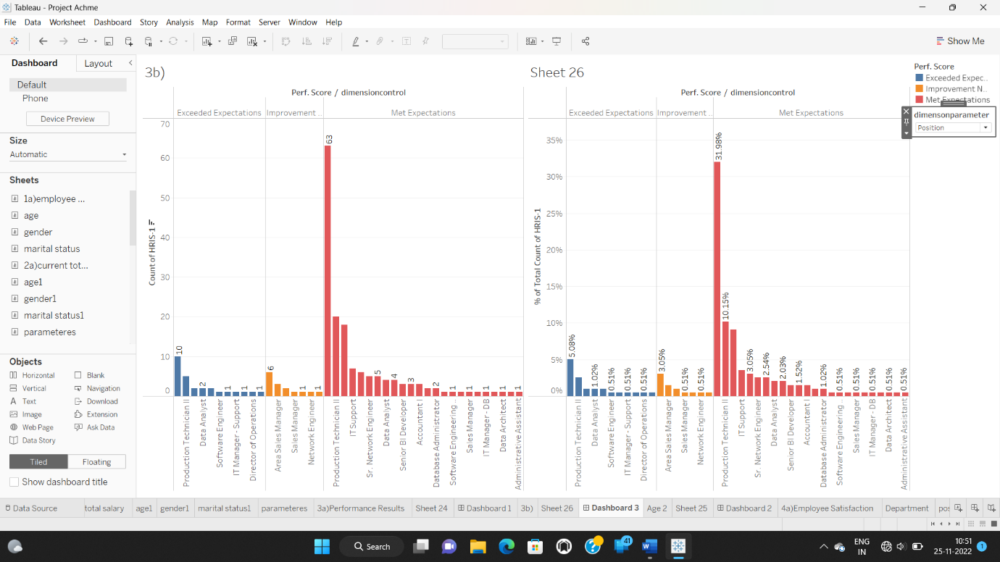 Tableau - Project Achme
File Data Worksheet Dashboard Story Analysis Map Format Server Window Help
Show Me
Dashboard Layout
Default
Phone
Device Preview
Size
Automatic
Sheets
1a)employee ...
age
gender
marital status
2a)current tot...
age1
gender1
marital status1
parameteres
Objects
Horizontal Blank
Vertical Navigation
Text Download
Image Extension
Web Page Ask Data
Data Story
Tiled Floating
Show dashboard title
3b)
Perf. Score / dimensioncontrol
Exceeded Expectations Improvement .. Met Expectations
Count of HRIS-1
70
60
50
40
30
20
10
0
10 2 1 1 1 6 1 1 63 5 4 3 2 1 1 1 1 1
Production Technician II
Data Analyst
Software Engineer
IT Manager - Support
Director of Operations
Area Sales Manager
Sales Manager
Network Engineer
Production Technician II
IT Support
Sr. Network Engineer
Data Analyst
Senior BI Developer
Accountant I
Database Administrator
Software Engineering ..
Sales Manager
IT Manager - DB
Data Architect
Administrative Assistant
Sheet 26
Perf. Score / dimensioncontrol
Exceeded Expectations Improvement .. Met Expectations
% of Total Count of HRIS-1
35%
30%
25%
20%
15%
10%
5%
0%
5.08% 1.02% 0.51% 0.51% 0.51% 3.05% 0.51% 0.51% 31.98% 10.15% 3.05% 2.54% 2.03% 1.52% 1.02% 0.51% 0.51% 0.51% 0.51% 0.51%
Production Technician II
Data Analyst
Software Engineer
IT Manager - Support
Director of Operations
Area Sales Manager
Sales Manager
Network Engineer
Production Technician II
IT Support
Sr. Network Engineer
Data Analyst
Senior BI Developer
Accountant I
Database Administrator
Software Engineering ..
Sales Manager
IT Manager - DB
Data Architect
Administrative Assistant
Perf. Score
Exceeded Expec..
Improvement N..
Met Expectations
dimensonparameter
Position
Data Source total salary age1 gender1 marital status1 parameteres 3a)Performance Results Sheet 24 Dashboard 1 3b) Sheet 26 Dashboard 3 Age 2 Sheet 25 Dashboard 2 4a)Employee Satisfaction Department pos
Search
41
ENG
IN
10:51
25-11-2022
1